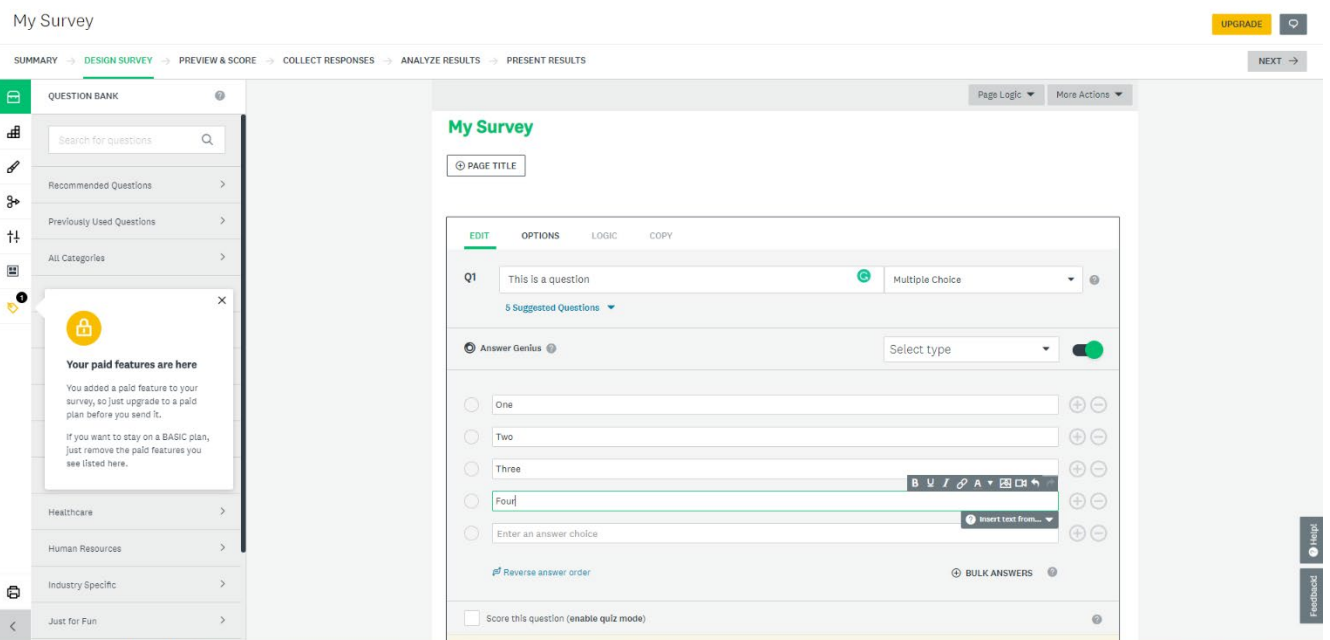 My Survey
UPGRADE
SUMMARY
DESIGN SURVEY
PREVIEW & SCORE
COLLECT RESPONSES
ANALYZE RESULTS
PRESENT RESULTS
NEXT
QUESTION BANK
Search for questions
Recommended Questions
Previously Used Questions
All Categories
1
Your paid features are here
You added a paid feature to your
survey, so just upgrade to a paid
plan before you send it.
If you want to stay on a BASIC plan,
just remove the paid features you
see listed here.
Healthcare
Human Resources
Industry Specific
Just for Fun
Page Logic
More Actions
My Survey
PAGE TITLE
EDIT
OPTIONS
LOGIC
COPY
Q1
This is a question
Multiple Choice
5 Suggested Questions
Answer Genius
Select type
One
Two
Three
B U I A
Four
Insert text from...
Enter an answer choice
Reverse answer order
BULK ANSWERS
Score this question (enable quiz mode)
Help!
Feedback!